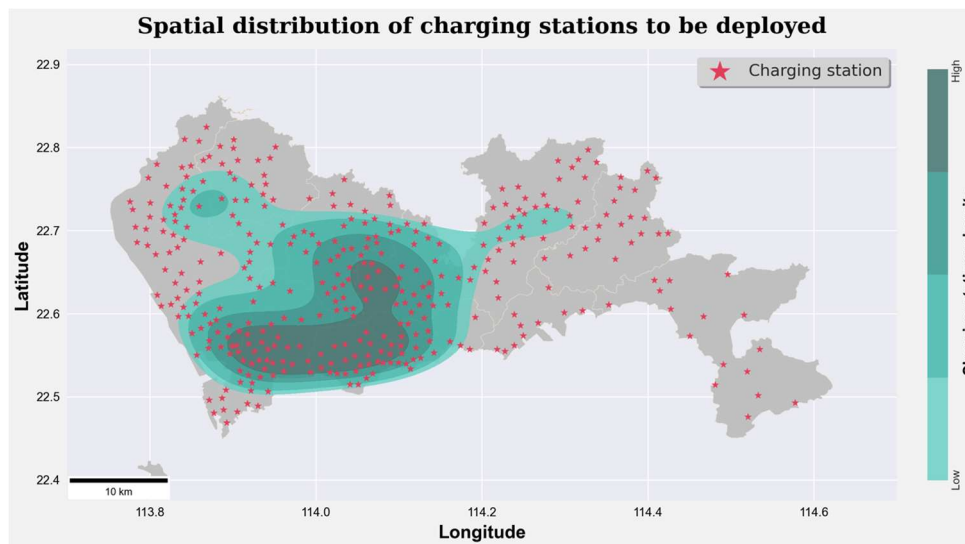 Spatial distribution of charging stations to be deployed
Charging station
22.9
22.8
22.7
22.6
22.5
22.4
Latitude
10 km
113.8
114.0
114.2
114.4
114.6
Longitude
High
Low